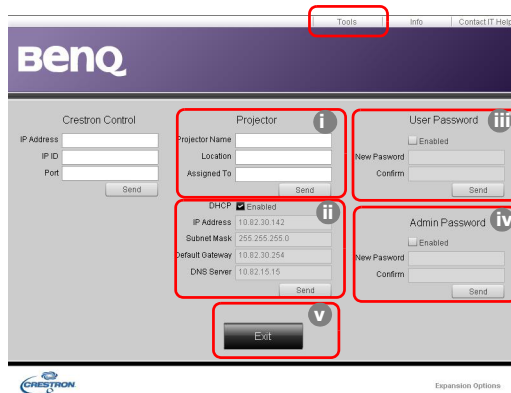 Tools Info Contact IT Help
BenQ
Crestron Control
IP Address
IP ID
Port
Send
Projector
i
Projector Name
Location
Assigned To
Send
DHCP Enabled
ii
IP Address 10.82.30.142
Subnet Mask 255.255.255.0
Default Gateway 10.82.30.254
DNS Server 10.82.15.15
Send
User Password
iii
Enabled
New Pasword
Confirm
Send
Admin Password
iv
Enabled
New Pasword
Confirm
Send
v
Exit
CRESTRON
Expansion Options